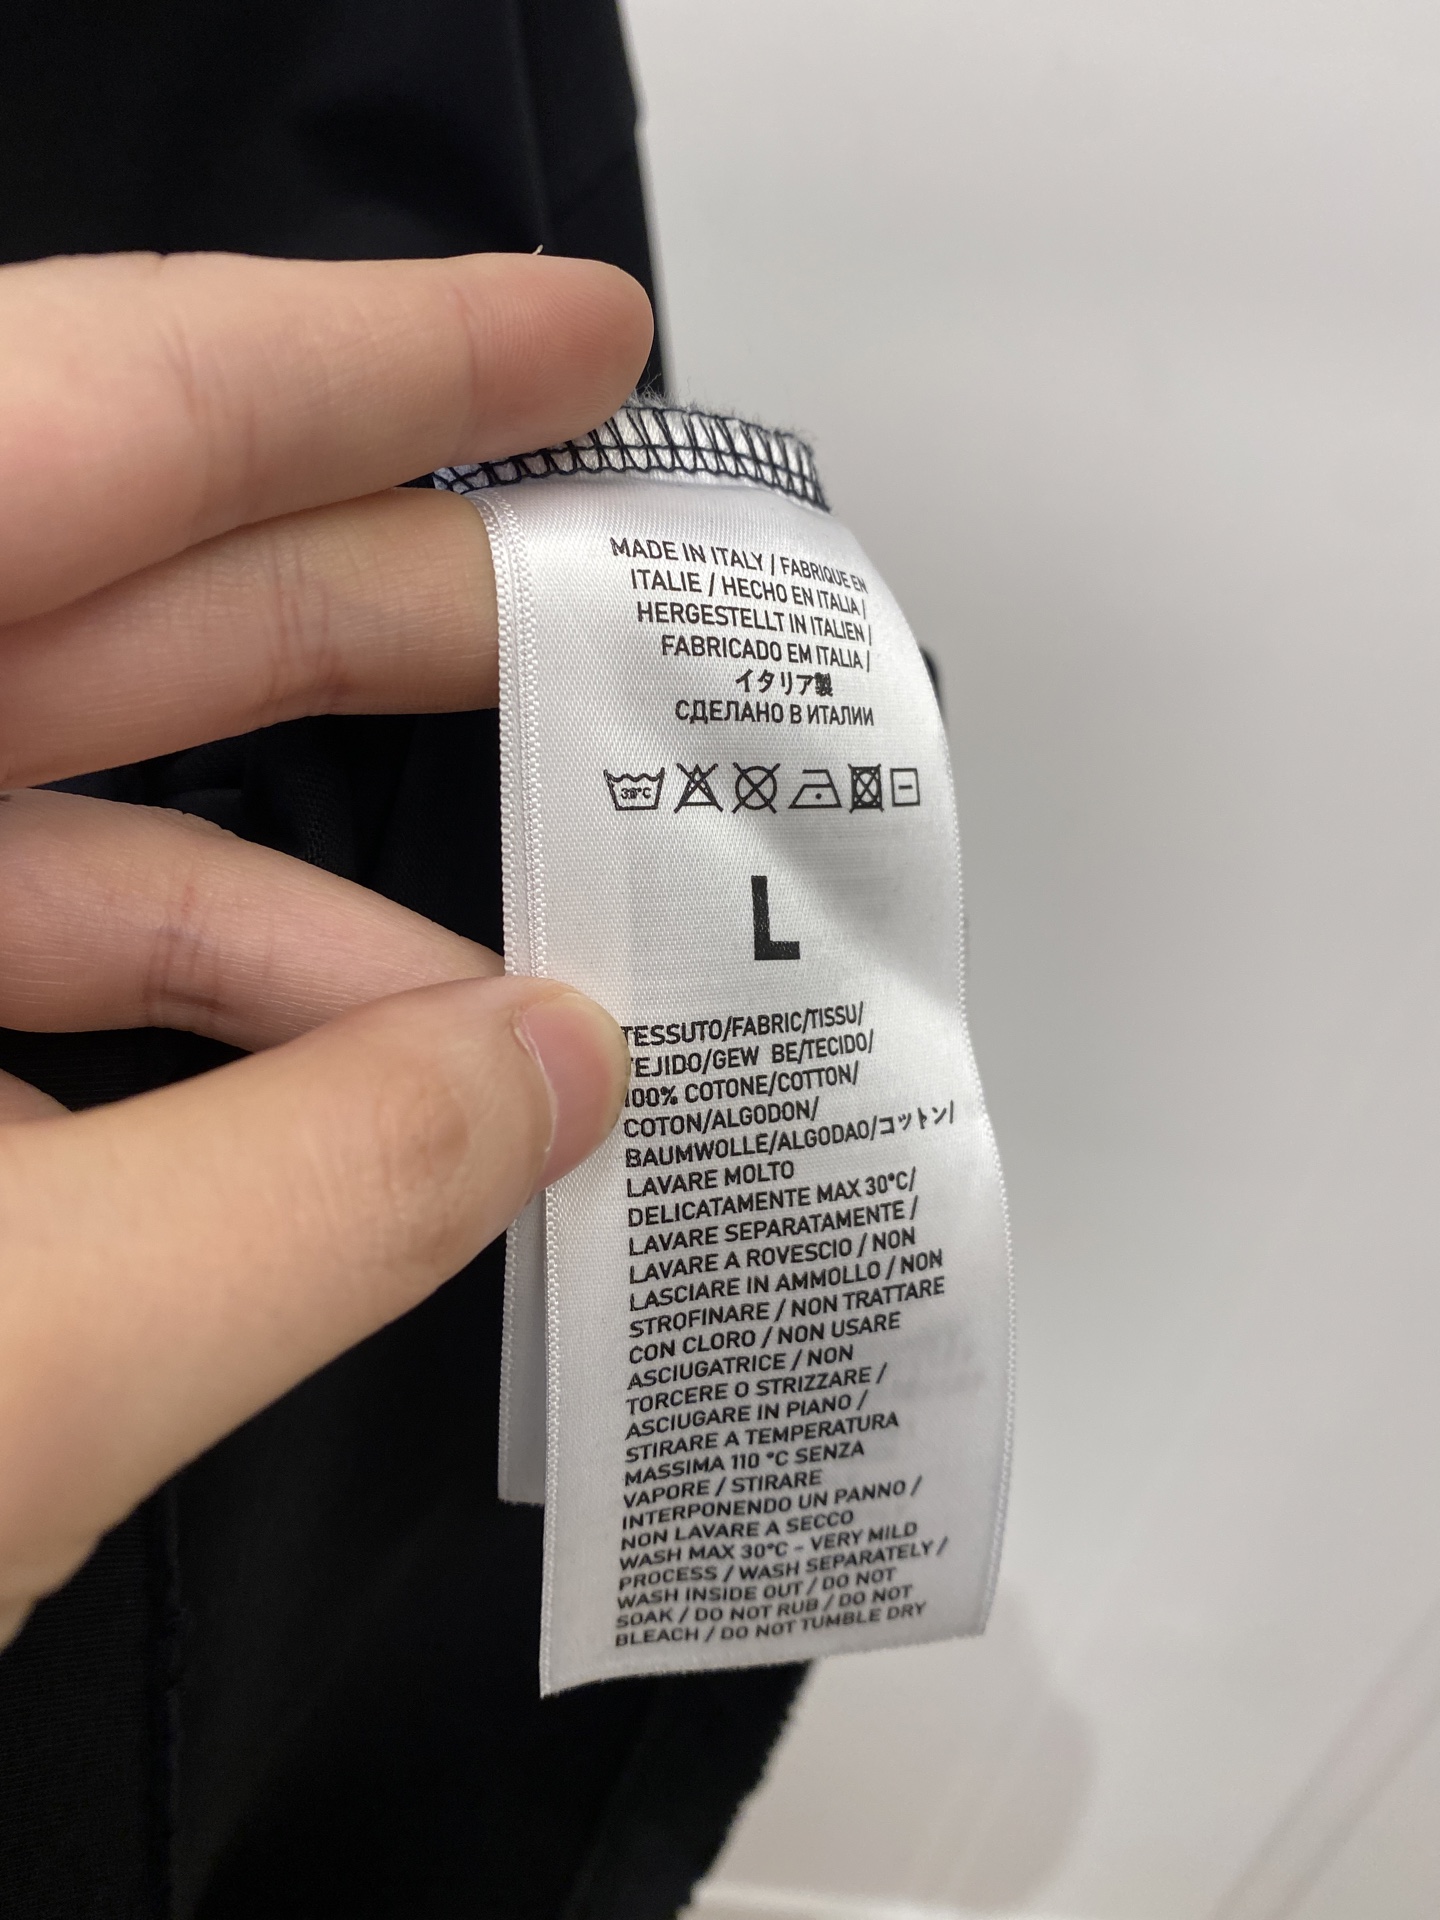 MADE IN ITALY / FABRIQUE EN
ITALIE / HECHO EN ITALIA /
HERGESTELLT IN ITALIEN /
FABRICADO EM ITALIA /
イタリア製
СДЕЛАНО В ИТАЛИИ
30°C
L
TESSUTO/FABRIC/TISSU/
TEJIDO/GEW BE/TECIDO/
100% COTONE/COTTON/
COTON/ALGODON/
BAUMWOLLE/ALGODAO/コットン/
LAVARE MOLTO
DELICATAMENTE MAX 30°C/
LAVARE SEPARATAMENTE /
LAVARE A ROVESCIO / NON
LASCIARE IN AMMOLLO / NON
STROFINARE / NON TRATTARE
CON CLORO / NON USARE
ASCIUGATRICE / NON
TORCERE O STRIZZARE /
ASCIUGARE IN PIANO /
STIRARE A TEMPERATURA
MASSIMA 110 °C SENZA
VAPORE / STIRARE
INTERPONENDO UN PANNO /
NON LAVARE A SECCO
WASH MAX 30°C - VERY MILD
PROCESS / WASH SEPARATELY /
WASH INSIDE OUT / DO NOT
SOAK / DO NOT RUB / DO NOT
BLEACH / DO NOT TUMBLE DRY